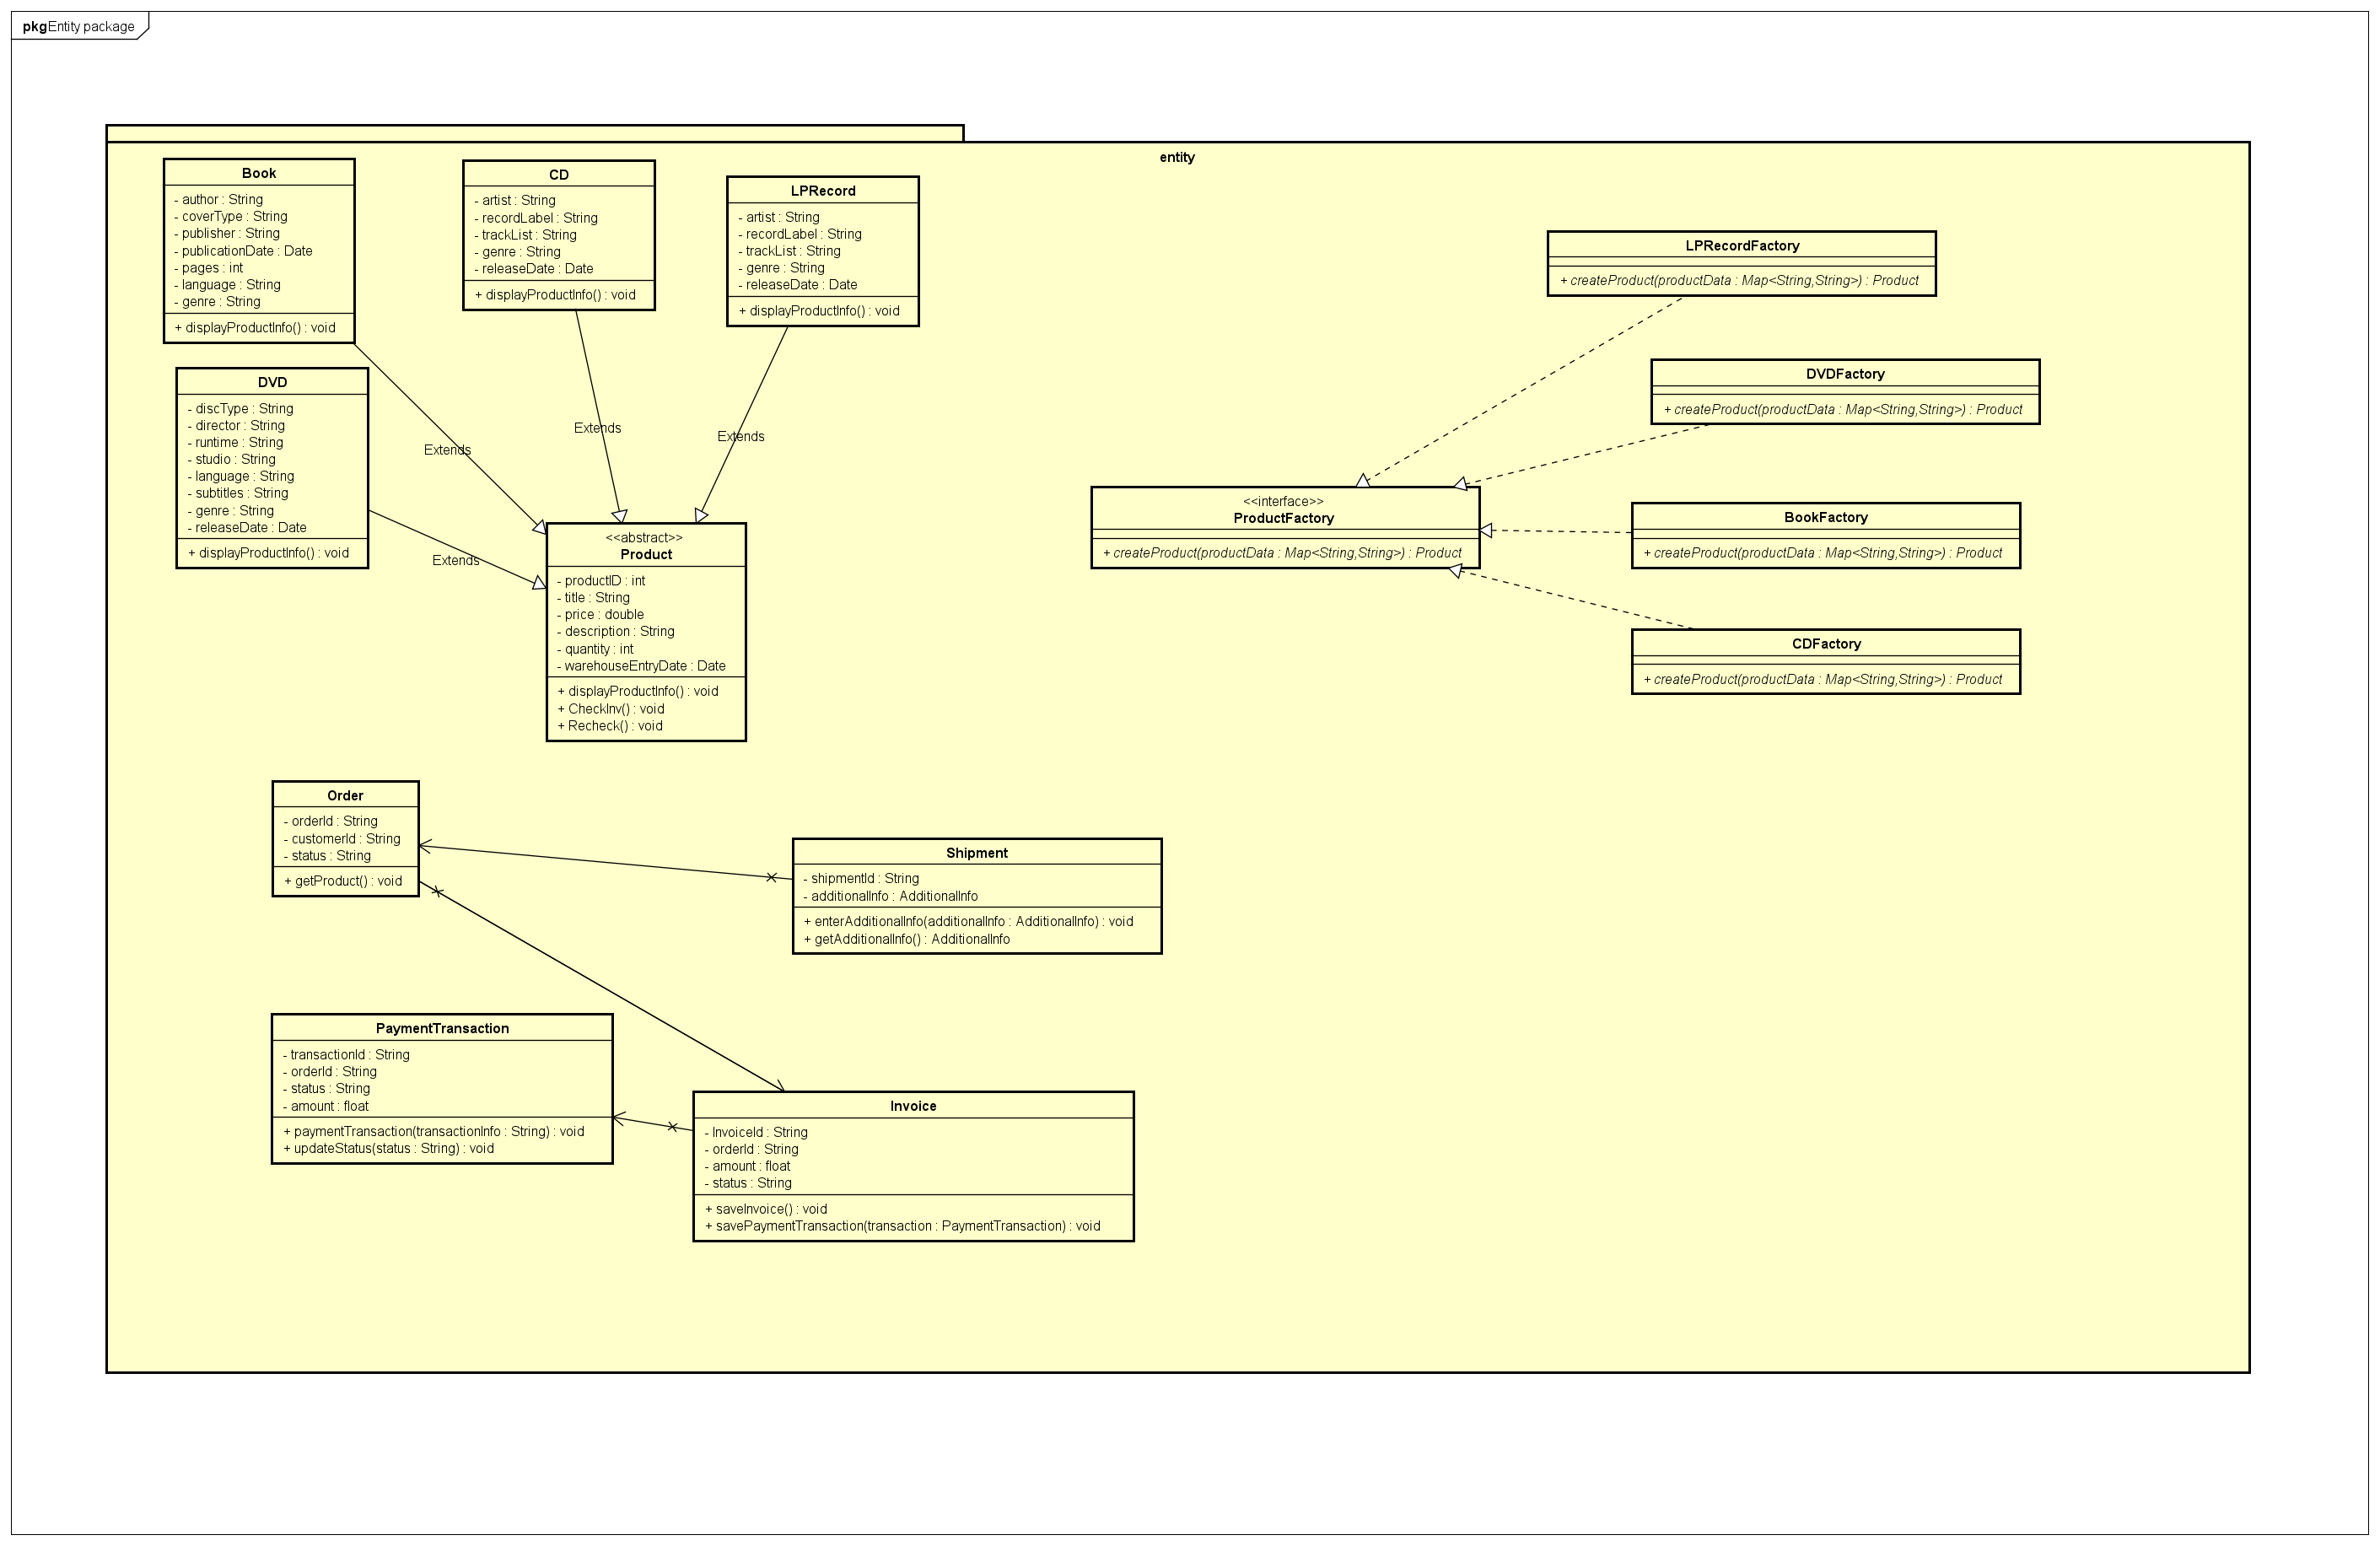 pkg Entity package
entity
Book
- author : String
- coverType : String
- publisher : String
- publicationDate : Date
- pages : int
- language : String
- genre : String
+ displayProductInfo() : void
CD
- artist : String
- recordLabel : String
- trackList : String
- genre : String
- releaseDate : Date
+ displayProductInfo() : void
LPRecord
- artist : String
- recordLabel : String
- trackList : String
- genre : String
- releaseDate : Date
+ displayProductInfo() : void
DVD
- discType : String
- director : String
- runtime : String
- studio : String
- language : String
- subtitles : String
- genre : String
- releaseDate : Date
+ displayProductInfo() : void
Extends
Extends
Extends
Extends
<<abstract>>
Product
- productID : int
- title : String
- price : double
- description : String
- quantity : int
- warehouseEntryDate : Date
+ displayProductInfo() : void
+ CheckInv() : void
+ Recheck() : void
LPRecordFactory
+ createProduct(productData : Map<String,String>) : Product
DVDFactory
+ createProduct(productData : Map<String,String>) : Product
<<interface>>
ProductFactory
+ createProduct(productData : Map<String,String>) : Product
BookFactory
+ createProduct(productData : Map<String,String>) : Product
CDFactory
+ createProduct(productData : Map<String,String>) : Product
Order
- orderId : String
- customerId : String
- status : String
+ getProduct() : void
Shipment
- shipmentId : String
- additionalInfo : AdditionalInfo
+ enterAdditionalInfo(additionalInfo : AdditionalInfo) : void
+ getAdditionalInfo() : AdditionalInfo
PaymentTransaction
- transactionId : String
- orderId : String
- status : String
- amount : float
+ paymentTransaction(transactionInfo : String) : void
+ updateStatus(status : String) : void
Invoice
- InvoiceId : String
- orderId : String
- amount : float
- status : String
+ saveInvoice() : void
+ savePaymentTransaction(transaction : PaymentTransaction) : void